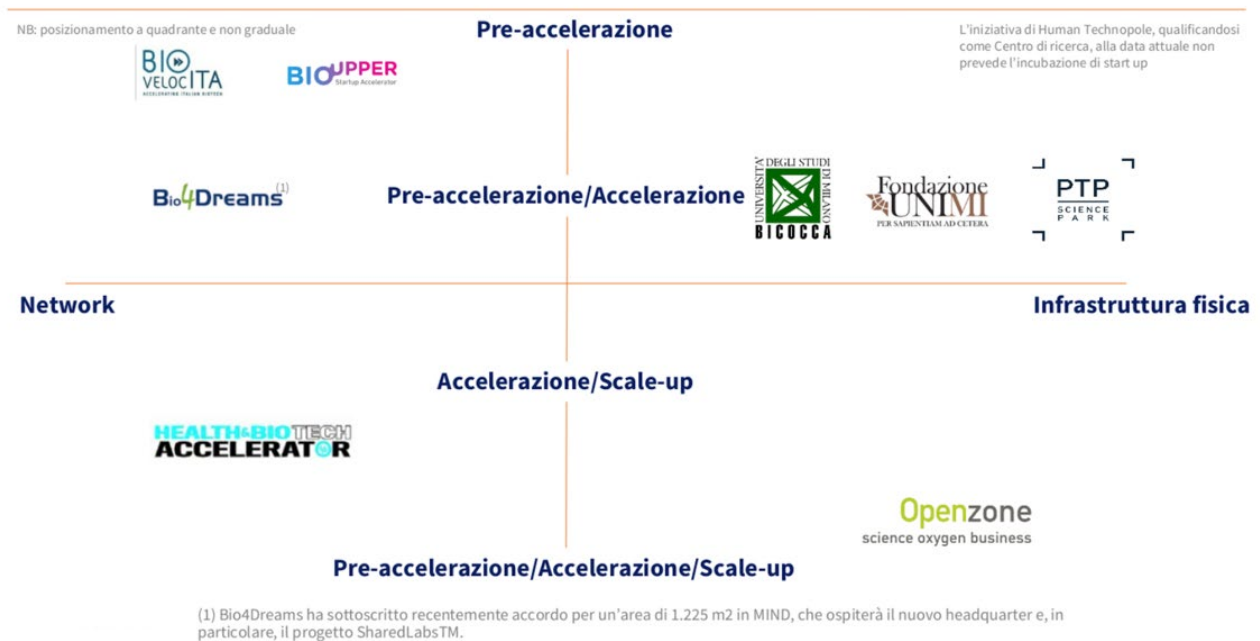 NB: posizionamento a quadrante e non graduale
Pre-accelerazione
L'iniziativa di Human Technopole, qualificandosi
come Centro di ricerca, alla data attuale non
prevede l'incubazione di start up
BIO
VELOCITA
ACCELERATING ITALIAN BIOTECH
BIOUPPER
Startup Accelerator
Bio4Dreams(1)
Pre-accelerazione/Accelerazione
UNIVERSITA' DEGLI STUDI DI MILANO
BICOCCA
Fondazione
UNIMI
PER SAPIENTIAM AD CETERA
PTP
SCIENCE
PARK
Network
Infrastruttura fisica
Accelerazione/Scale-up
HEALTH&BIOTECH
ACCELERATOR
Openzone
science oxygen business
Pre-accelerazione/Accelerazione/Scale-up
(1) Bio4Dreams ha sottoscritto recentemente accordo per un'area di 1.225 m2 in MIND, che ospiterà il nuovo headquarter e, in
particolare, il progetto SharedLabsTM.